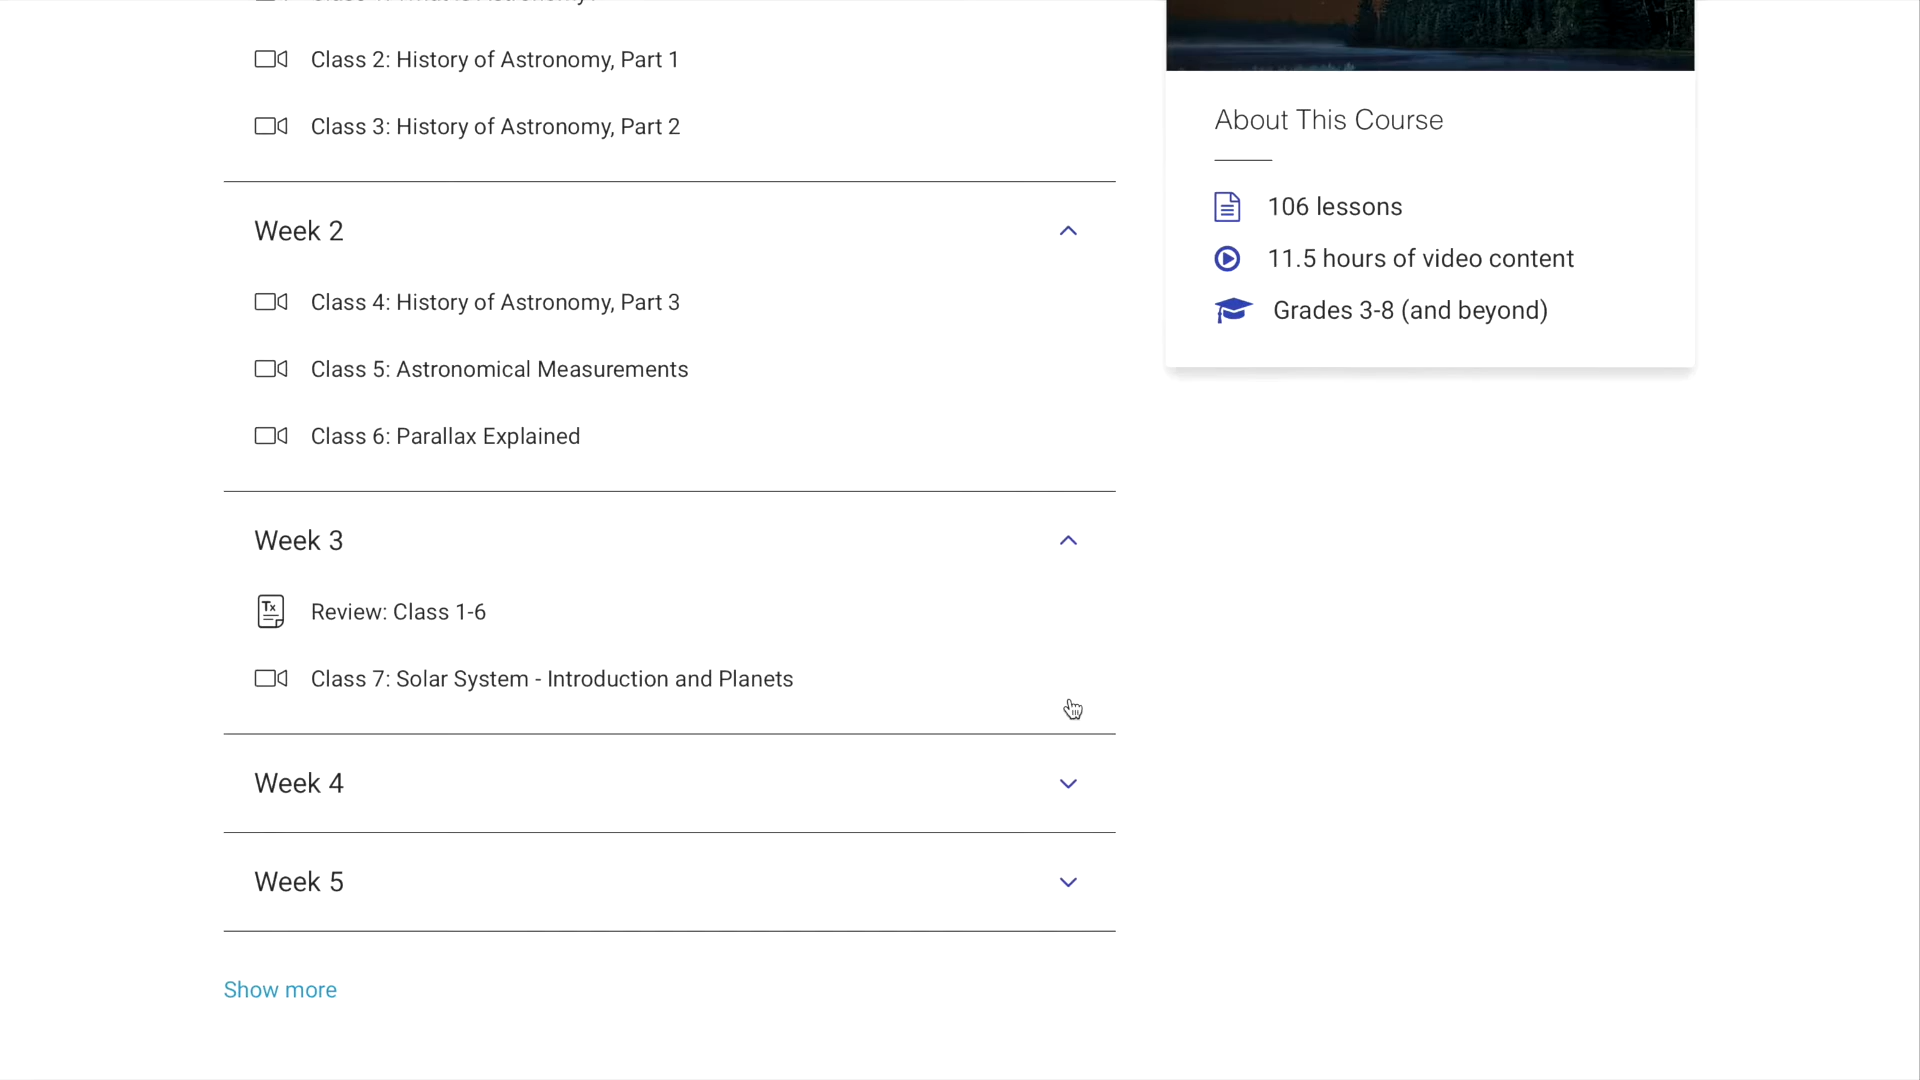 Class 2: History of Astronomy, Part 1
Class 3: History of Astronomy, Part 2
Week 2
Class 4: History of Astronomy, Part 3
Class 5: Astronomical Measurements
Class 6: Parallax Explained
Week 3
Tx
Review: Class 1-6
Class 7: Solar System - Introduction and Planets
Week 4
Week 5
Show more
About This Course
106 lessons
11.5 hours of video content
Grades 3-8 (and beyond)